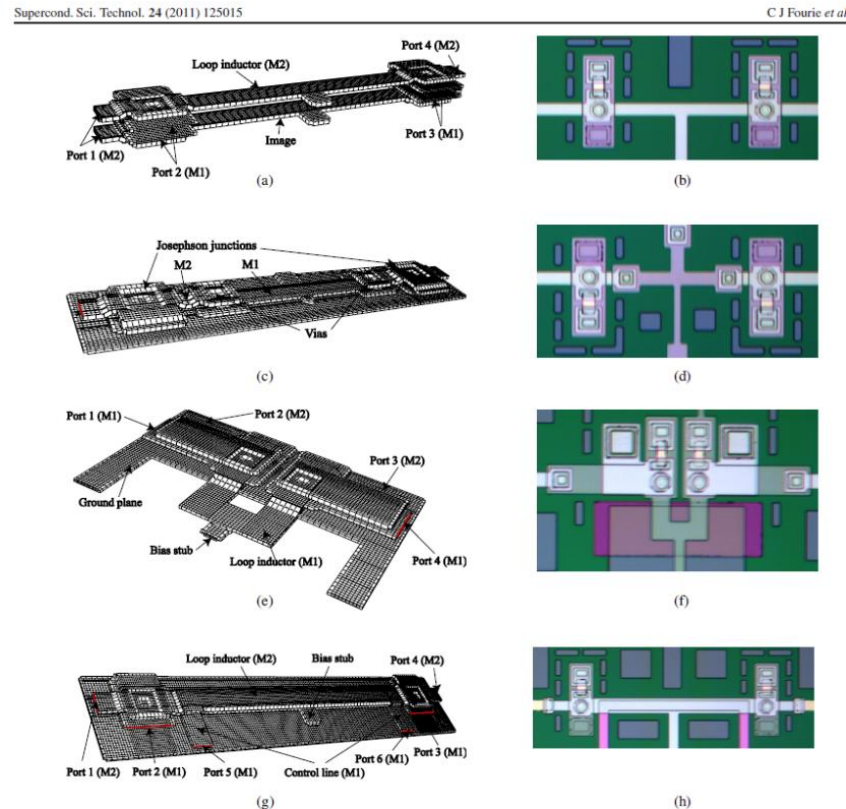 Supercond. Sci. Technol. 24 (2011) 125015 C J Fourie et al
Port 4 (M2)
Loop inductor (M2)
Port 1 (M2)
Port 2 (M1)
Image
Port 3 (M1)
(a)
(b)
Josephson junctions
M2
M1
Vias
(c)
(d)
Port 1 (M1)
Port 2 (M2)
Port 3 (M2)
Ground plane
Bias stub
Loop inductor (M1)
Port 4 (M1)
(e)
(f)
Loop inductor (M2)
Bias stub
Port 4 (M2)
Port 1 (M2)
Port 2 (M1)
Port 5 (M1)
Control line (M1)
Port 6 (M1)
Port 3 (M1)
(g)
(h)